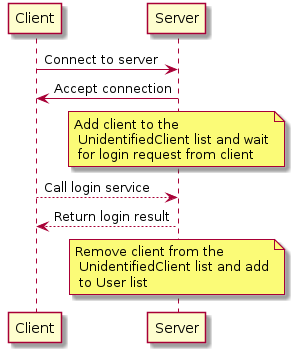 Client Server
Connect to server
Accept connection
Add client to the
UnidentifiedClient list and wait
for login request from client
Call login service
Return login result
Remove client from the
UnidentifiedClient list and add
to User list
Client Server